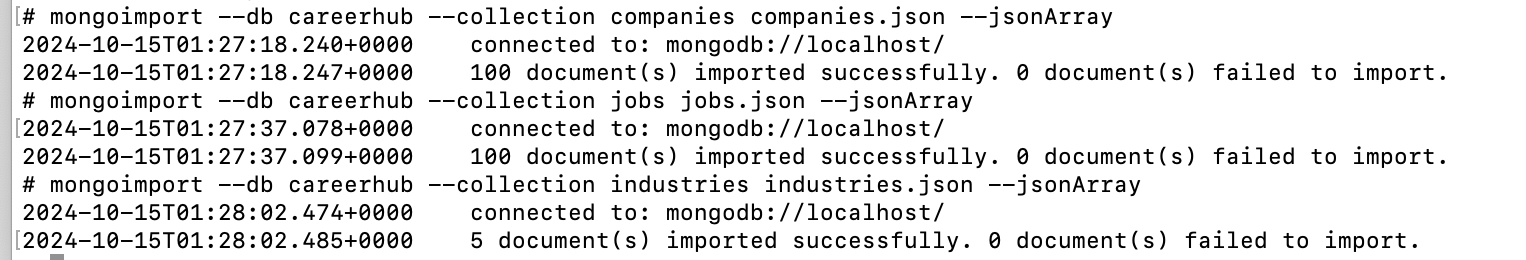 [# mongoimport --db careerhub --collection companies companies.json --jsonArray
2024-10-15T01:27:18.240+0000    connected to: mongodb://localhost/
2024-10-15T01:27:18.247+0000    100 document(s) imported successfully. 0 document(s) failed to import.
# mongoimport --db careerhub --collection jobs jobs.json --jsonArray
[2024-10-15T01:27:37.078+0000    connected to: mongodb://localhost/
2024-10-15T01:27:37.099+0000    100 document(s) imported successfully. 0 document(s) failed to import.
# mongoimport --db careerhub --collection industries industries.json --jsonArray
2024-10-15T01:28:02.474+0000    connected to: mongodb://localhost/
[2024-10-15T01:28:02.485+0000    5 document(s) imported successfully. 0 document(s) failed to import.